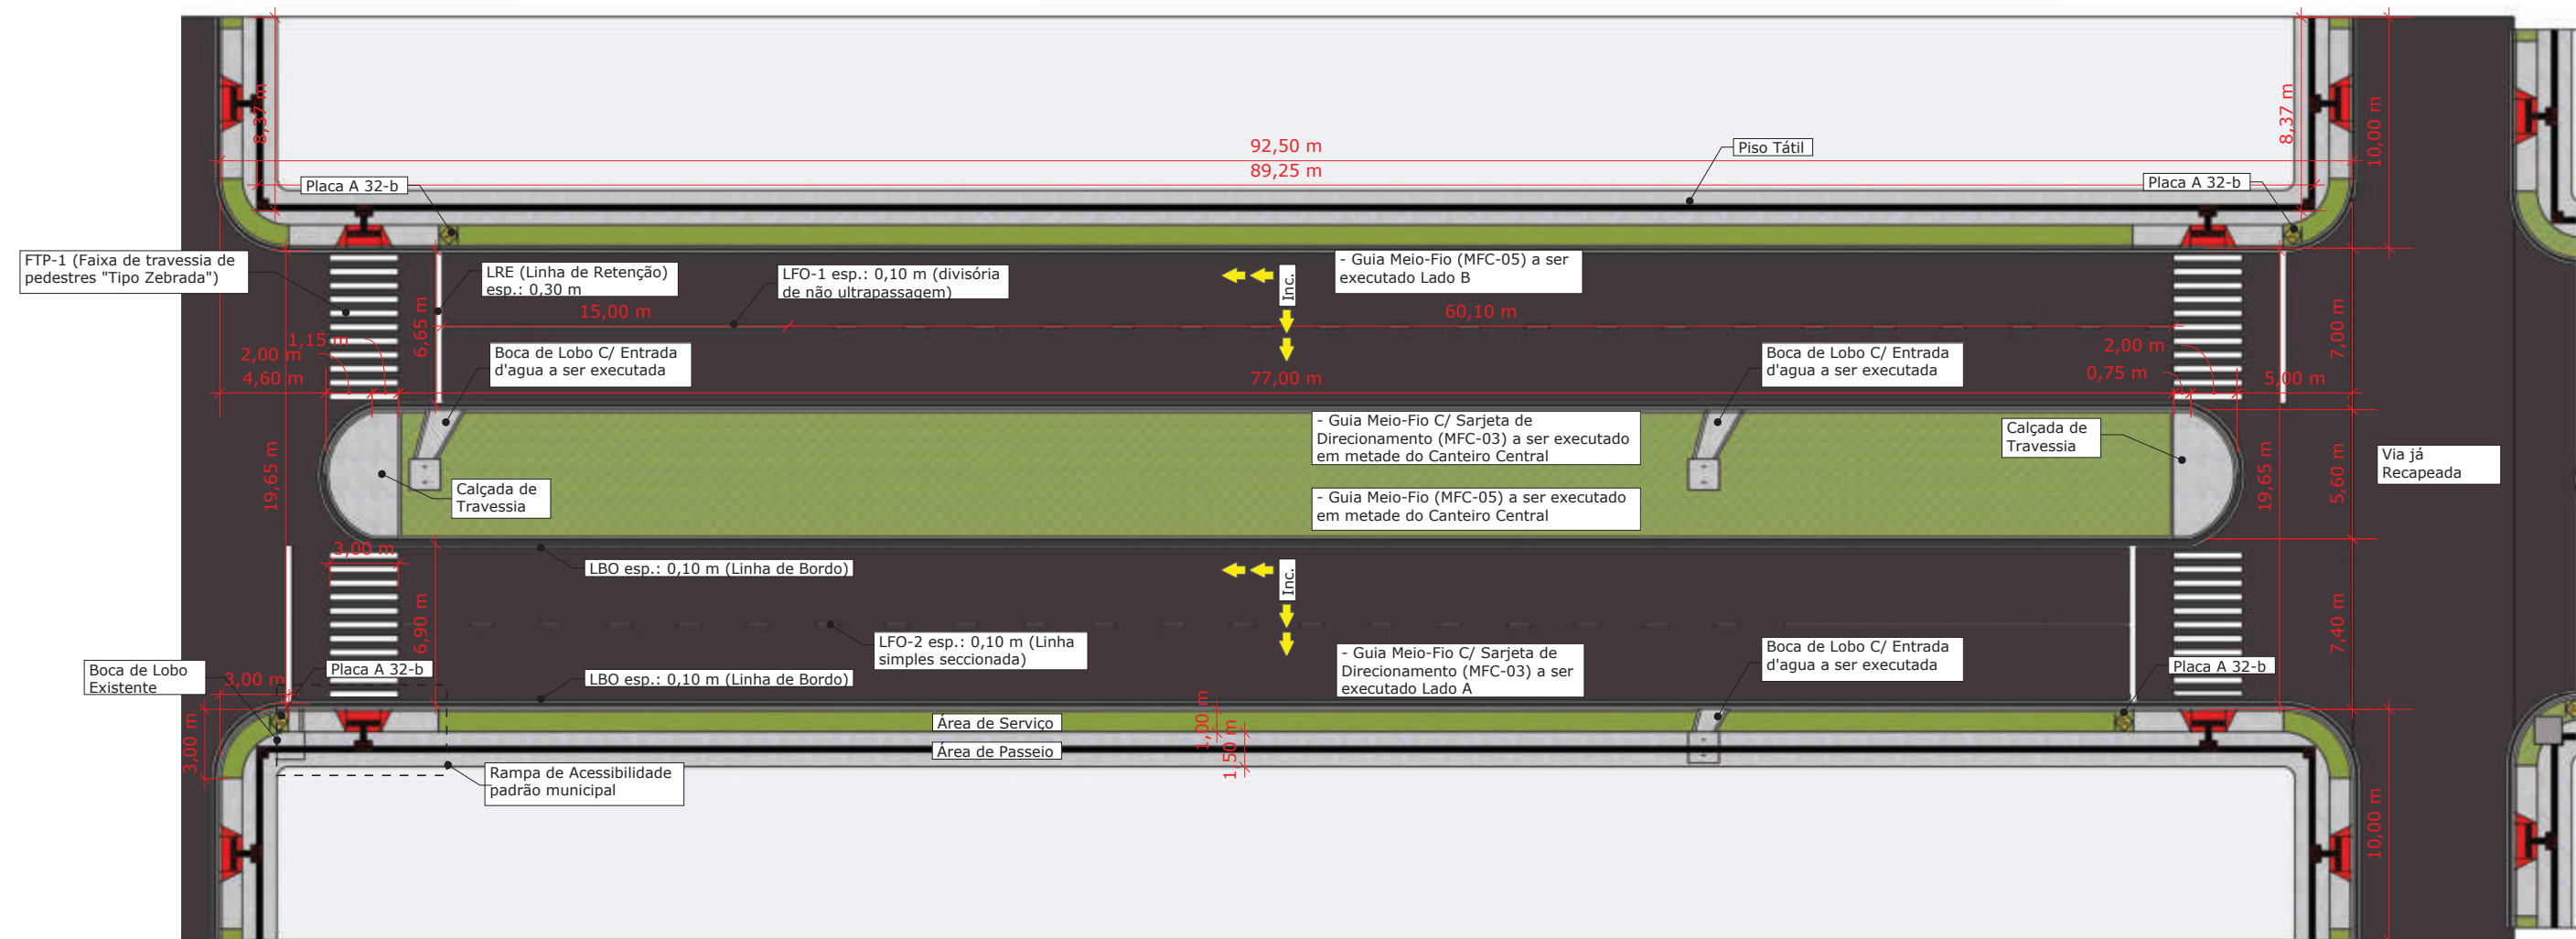 8,37 m
8,37 m
10,00 m
92,50 m
89,25 m
Piso Tátil
Placa A 32-b
Placa A 32-b
FTP-1 (Faixa de travessia de
pedestres "Tipo Zebrada")
LRE (Linha de Retenção)
esp.: 0,30 m
LFO-1 esp.: 0,10 m (divisória
de não ultrapassagem)
Inc.
- Guia Meio-Fio (MFC-05) a ser
executado Lado B
15,00 m
60,10 m
6,65 m
7,00 m
1,15 m
2,00 m
4,60 m
Boca de Lobo C/ Entrada
d'agua a ser executada
77,00 m
Boca de Lobo C/ Entrada
d'agua a ser executada
2,00 m
0,75 m
5,00 m
- Guia Meio-Fio C/ Sarjeta de
Direcionamento (MFC-03) a ser executado
em metade do Canteiro Central
Calçada de
Travessia
Via já
Recapeada
19,65 m
19,65 m
5,60 m
Calçada de
Travessia
- Guia Meio-Fio (MFC-05) a ser executado
em metade do Canteiro Central
3,00 m
LBO esp.: 0,10 m (Linha de Bordo)
Inc.
6,90 m
7,40 m
LFO-2 esp.: 0,10 m (Linha
simples seccionada)
- Guia Meio-Fio C/ Sarjeta de
Direcionamento (MFC-03) a ser
executado Lado A
Boca de Lobo C/ Entrada
d'agua a ser executada
Boca de Lobo
Existente
Placa A 32-b
Placa A 32-b
3,00 m
LBO esp.: 0,10 m (Linha de Bordo)
3,00 m
Área de Serviço
1,00 m
Área de Passeio
1,50 m
Rampa de Acessibilidade
padrão municipal
10,00 m